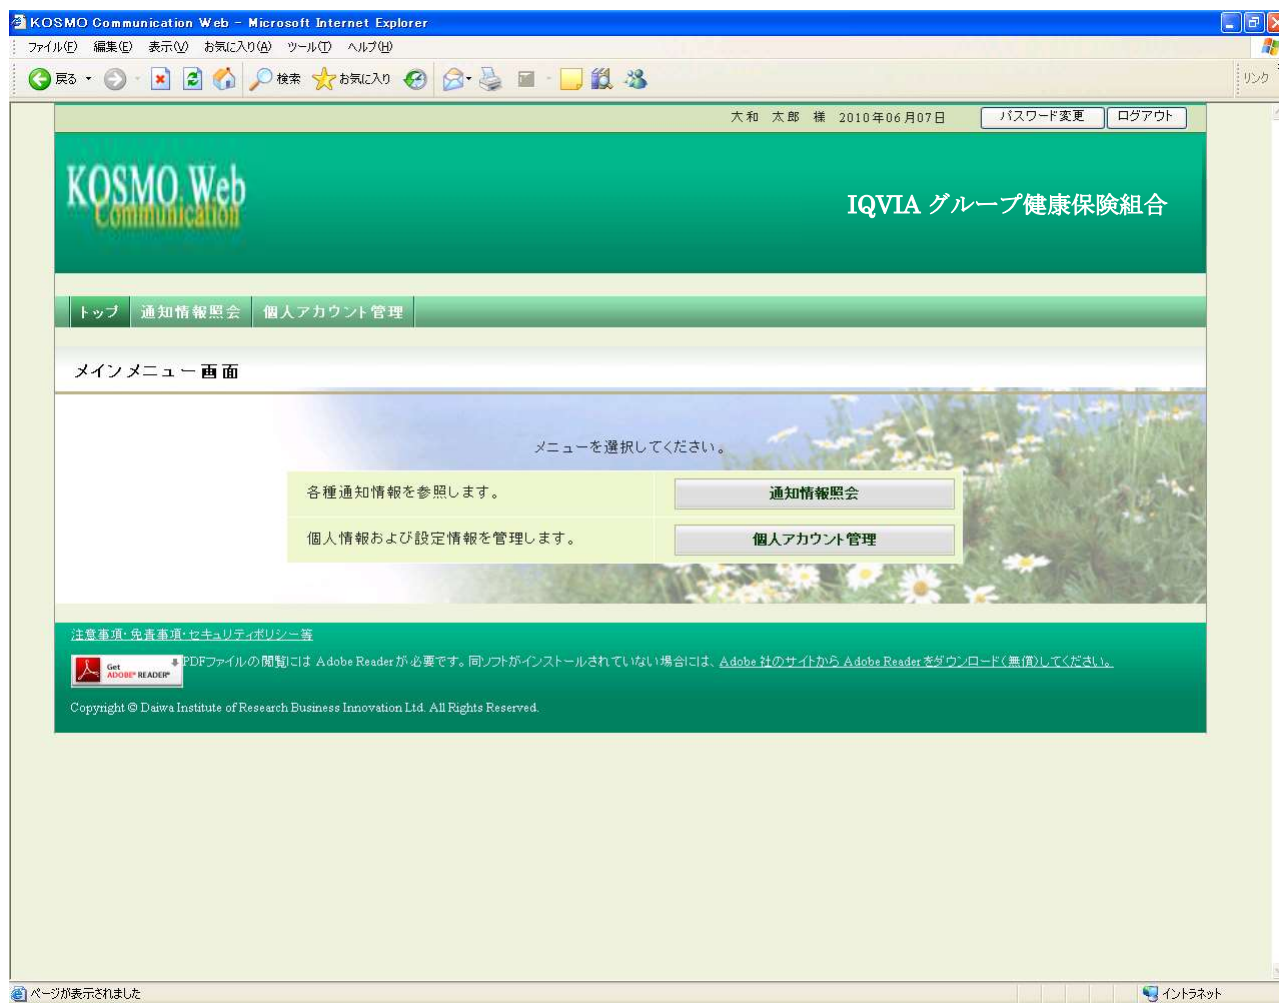 KOSMO Communication Web - Microsoft Internet Explorer
ファイル(F) 編集(E) 表示(V) お気に入り(A) ツール(T) ヘルプ(H)
戻る 検索 お気に入り リンク
大和 太郎 様 2010年06月07日 パスワード変更 ログアウト
KOSMO Web
Communication
IQVIA グループ健康保険組合
トップ 通知情報照会 個人アカウント管理
メインメニュー画面
メニューを選択してください。
各種通知情報を参照します。 通知情報照会
個人情報および設定情報を管理します。 個人アカウント管理
注意事項・免責事項・セキュリティポリシー等
Get
ADOBE® READER®
PDFファイルの閲覧には Adobe Readerが必要です。同ソフトがインストールされていない場合には、Adobe 社のサイトから Adobe Reader をダウンロード(無償)してください。
Copyright © Daiwa Institute of Research Business Innovation Ltd. All Rights Reserved.
ページが表示されました イントラネット